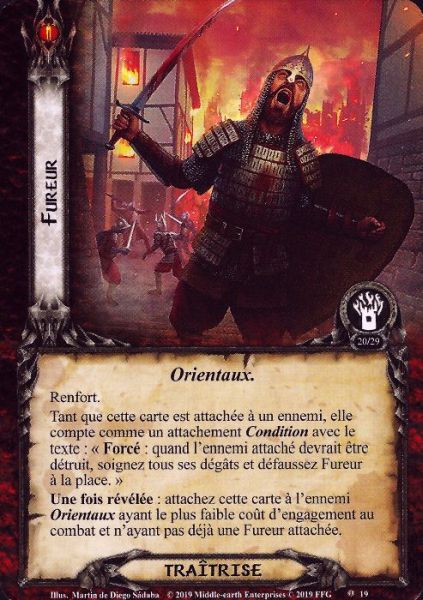 FUREUR
20/29
Orientaux.
Renfort.
Tant que cette carte est attachée à un ennemi, elle
compte comme un attachement Condition avec le
texte : « Forcé : quand l'ennemi attaché devrait être
détruit, soignez tous ses dégâts et défaussez Fureur
à la place. »
Une fois révélée : attachez cette carte à l'ennemi
Orientaux ayant le plus faible coût d'engagement au
combat et n'ayant pas déjà une Fureur attachée.
TRAÎTRISE
Illus. Martin de Diego Sádaba © 2019 Middle-earth Enterprises © 2019 FFG 19